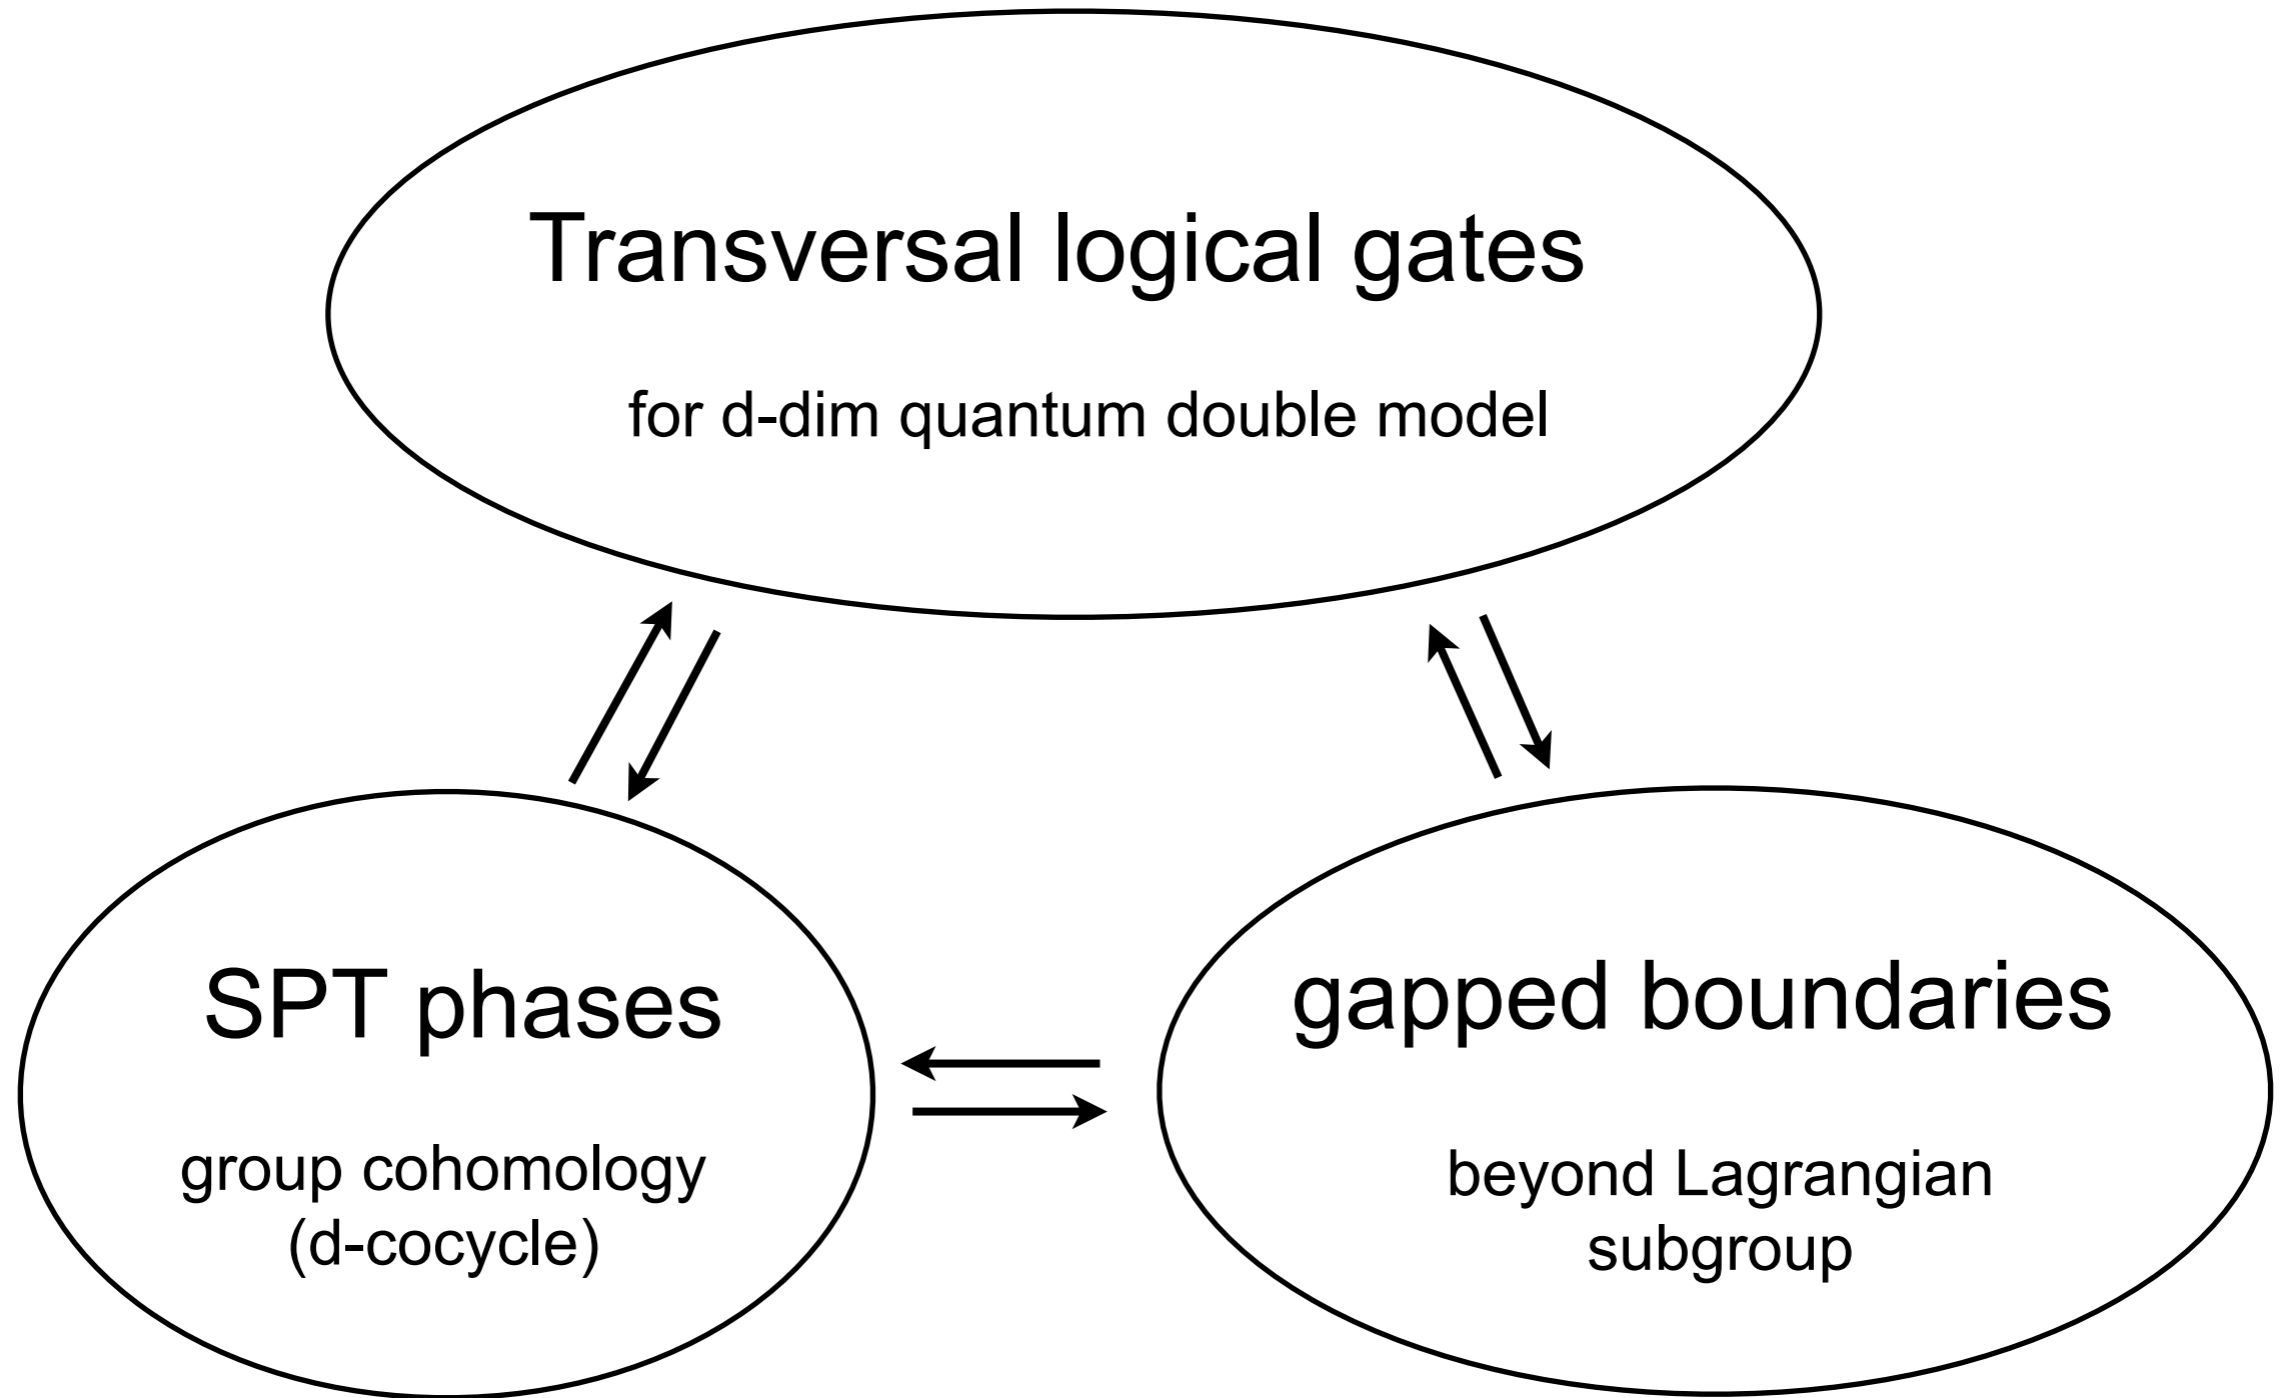 Transversal logical gates
for d-dim quantum double model
SPT phases
group cohomology
(d-cocycle)
gapped boundaries
beyond Lagrangian
subgroup